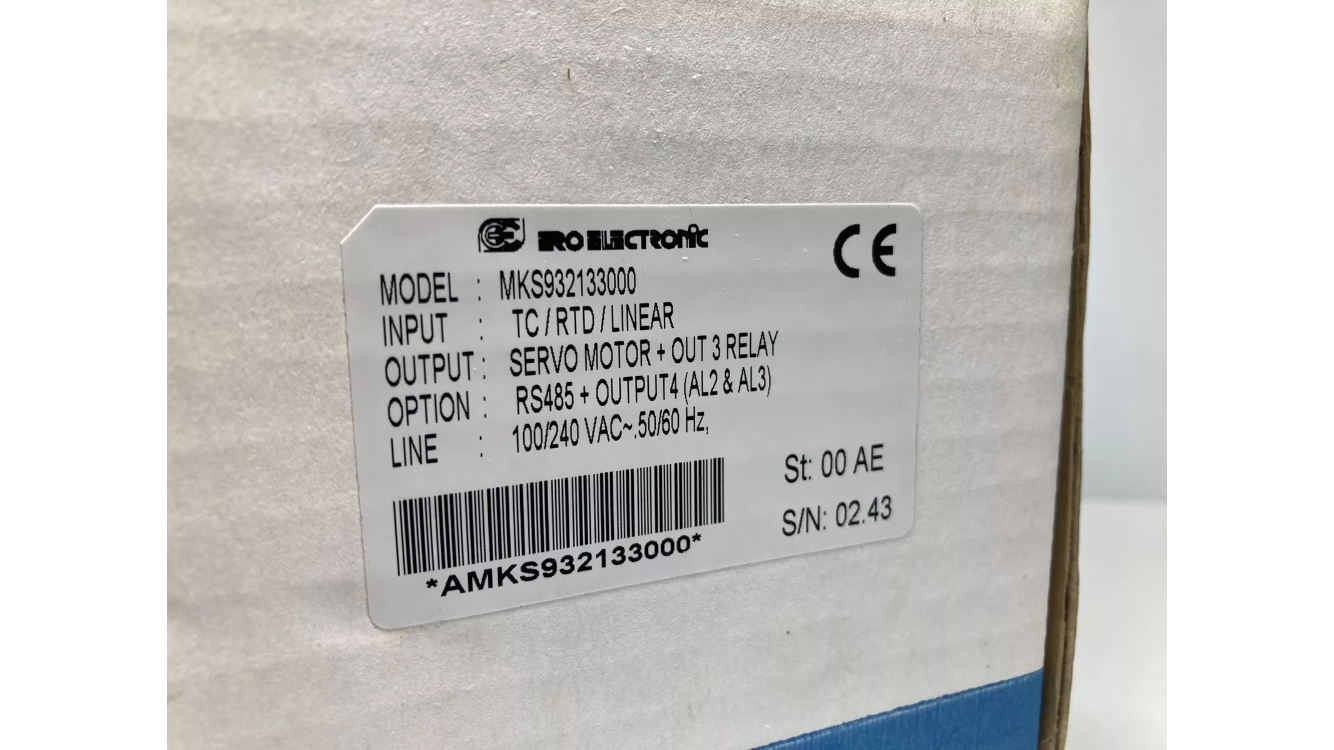 ERO ELECTRONIC
CE
MODEL : MKS932133000
INPUT : TC / RTD / LINEAR
OUTPUT : SERVO MOTOR + OUT 3 RELAY
OPTION : RS485 + OUTPUT4 (AL2 & AL3)
LINE : 100/240 VAC~.50/60 Hz,
St: 00 AE
S/N: 02.43
*AMKS932133000*